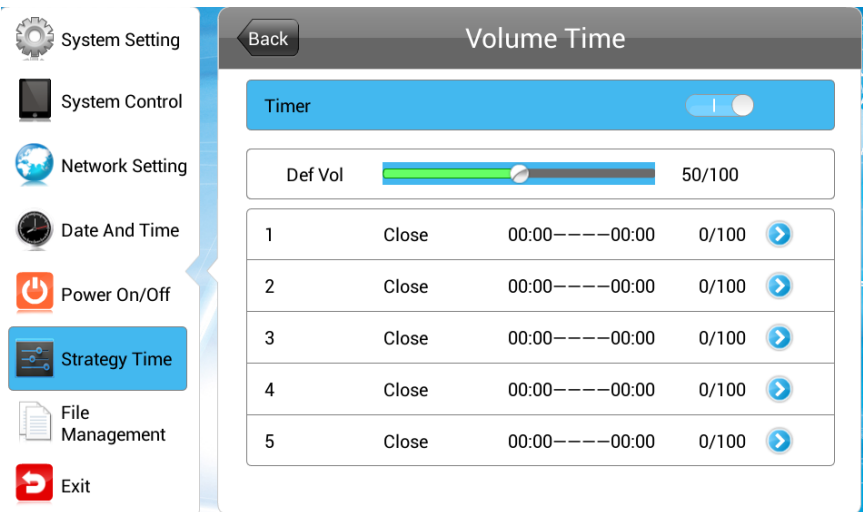 System Setting
System Control
Network Setting
Date And Time
Power On/Off
Strategy Time
File
Management
Exit
Back
Volume Time
Timer
Def Vol 50/100
1 Close 00:00————00:00 0/100
2 Close 00:00————00:00 0/100
3 Close 00:00————00:00 0/100
4 Close 00:00————00:00 0/100
5 Close 00:00————00:00 0/100